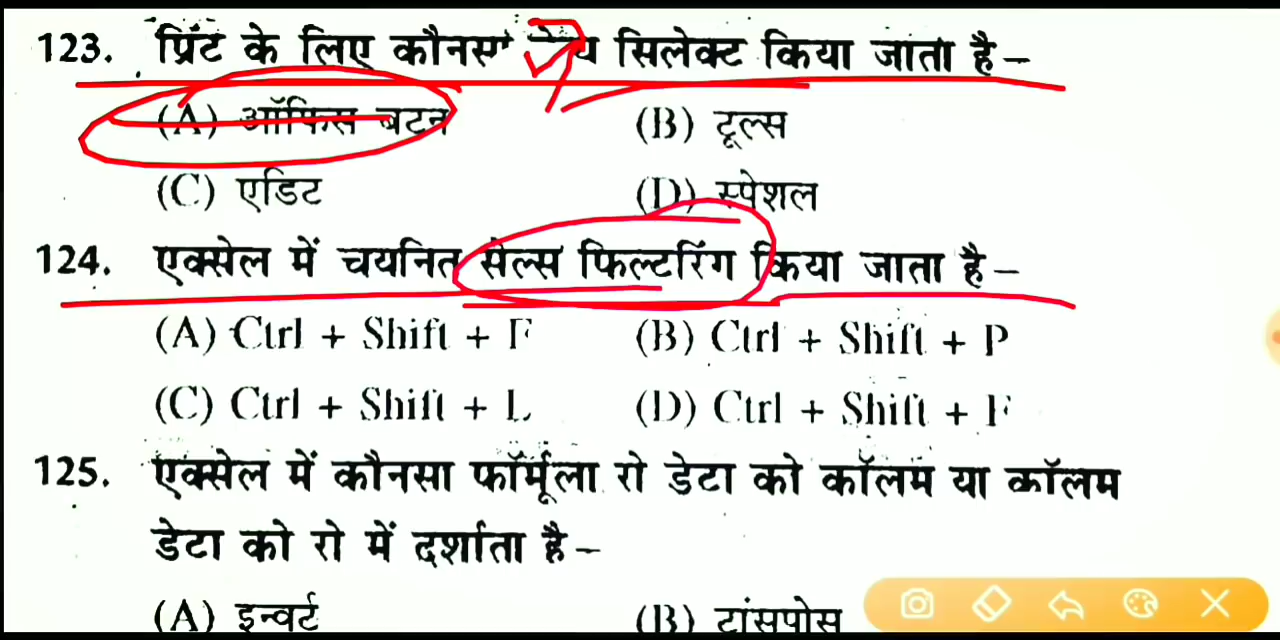 123. प्रिंट के लिए कौनसा सिलेक्ट किया जाता है–
(A) ऑफिस बटन (B) टूल्स
(C) एडिट (D) स्पेशल
124. एक्सेल में चयनित सैल्स फिल्टरिंग किया जाता है–
(A) Ctrl + Shift + (B) Ctrl + Shift + P
(C) Ctrl + Shift + L (D) Ctrl + Shift + F
125. एक्सेल में कौनसा फॉर्मूला रो डेटा को कॉलम या कॉलम
डेटा को रो में दर्शाता है–
(A) इन्वर्ट (B) टांसपोस